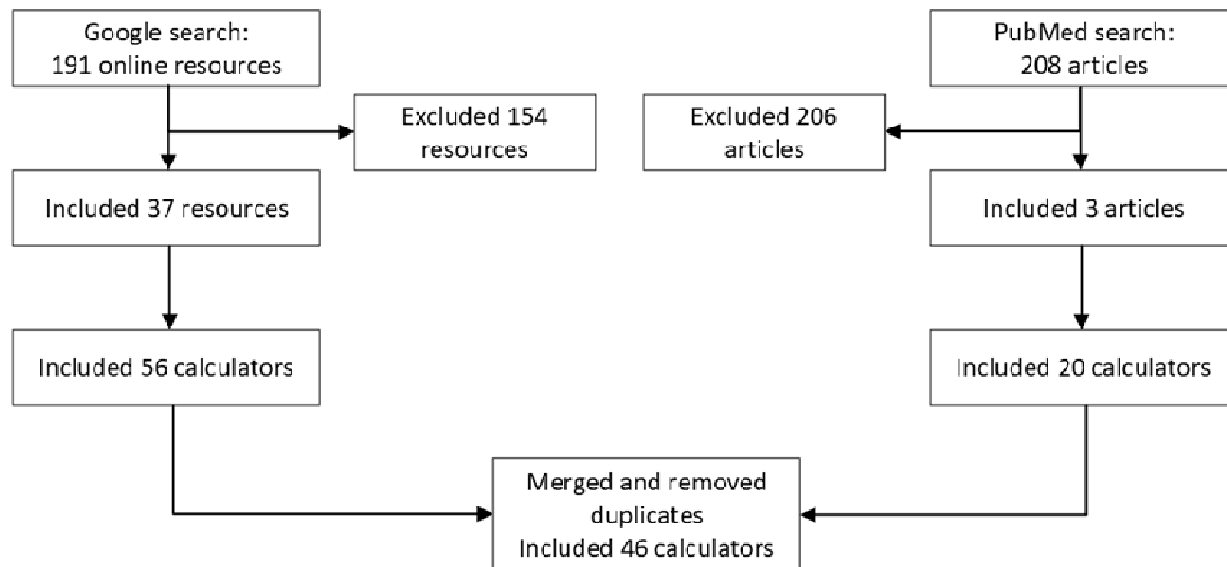 Google search:
191 online resources
PubMed search:
208 articles
Excluded 154
resources
Excluded 206
articles
Included 37 resources
Included 3 articles
Included 56 calculators
Included 20 calculators
Merged and removed
duplicates
Included 46 calculators